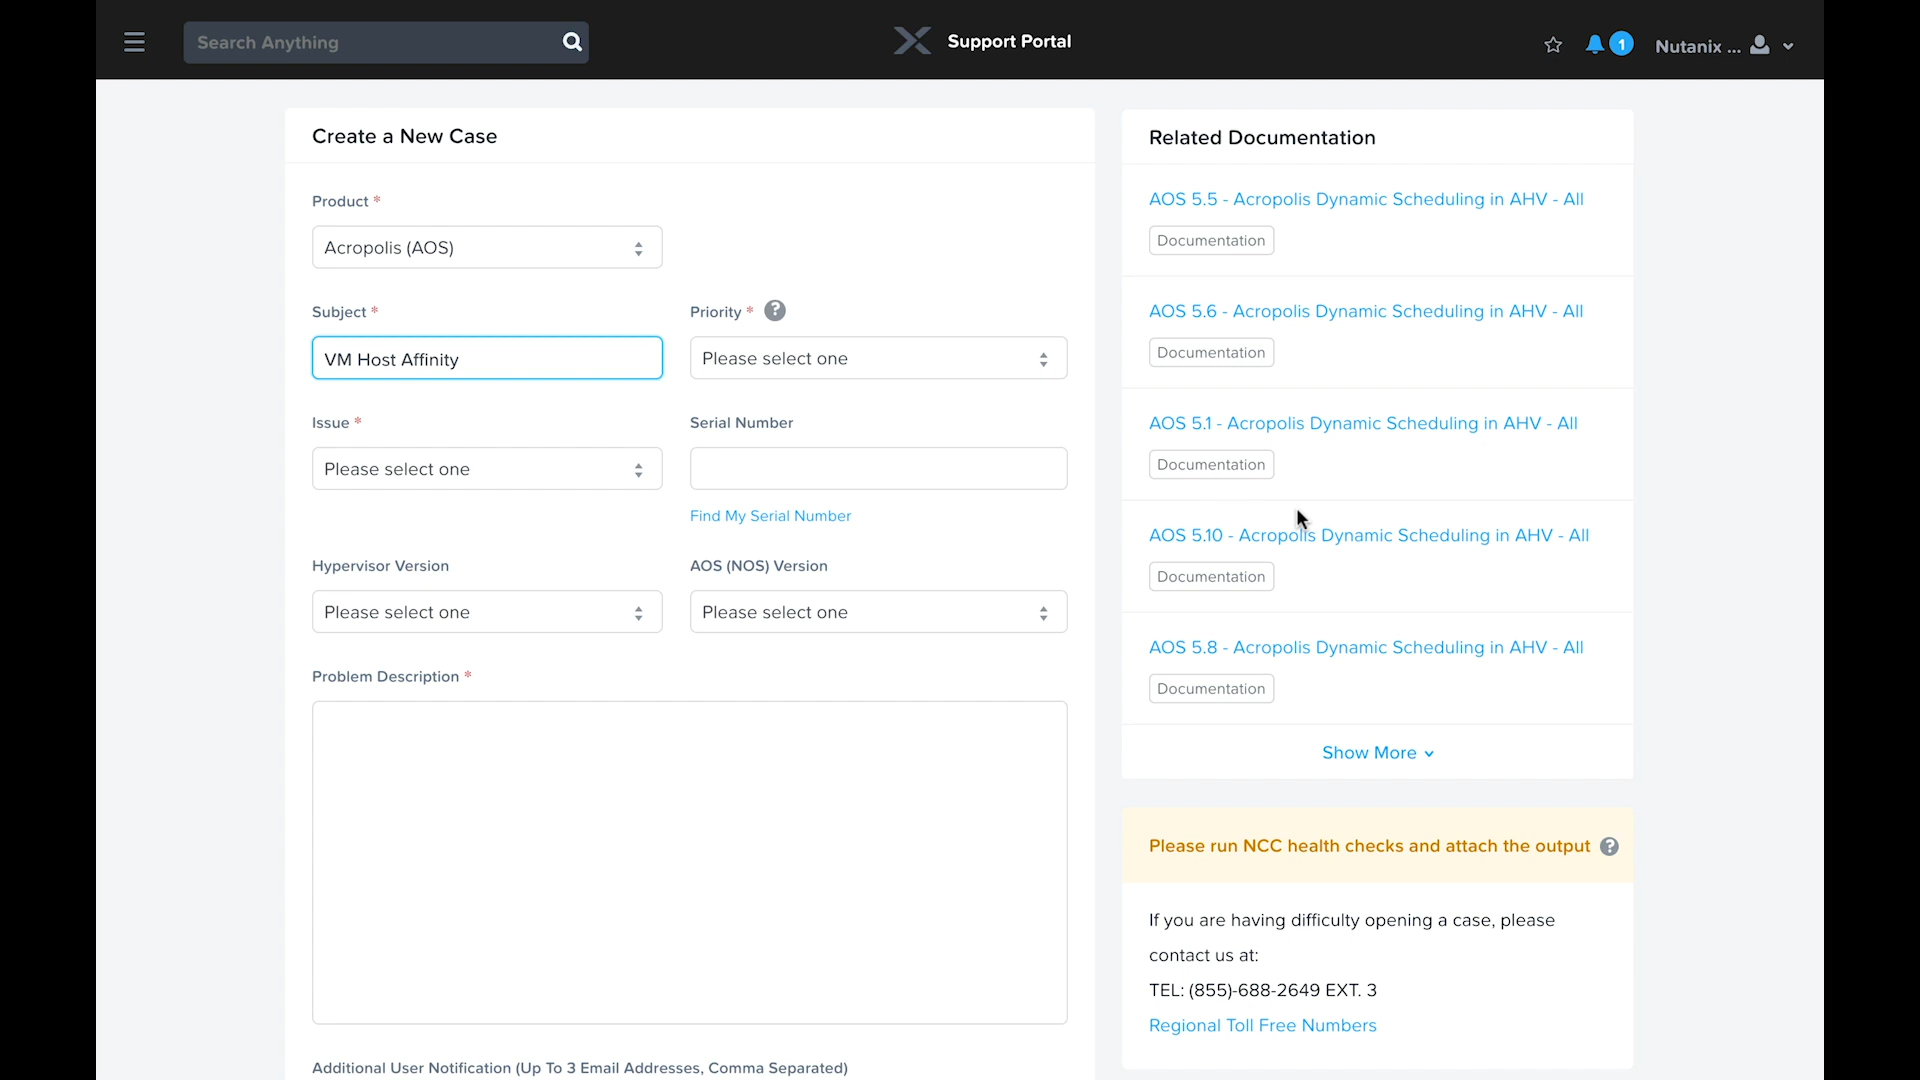 Search Anything
Support Portal
1
Nutanix ...
Create a New Case
Product *
Acropolis (AOS)
Subject *
Priority *
?
VM Host Affinity
Please select one
Issue *
Serial Number
Please select one
Find My Serial Number
Hypervisor Version
AOS (NOS) Version
Please select one
Please select one
Problem Description *
Additional User Notification (Up To 3 Email Addresses, Comma Separated)
Related Documentation
AOS 5.5 - Acropolis Dynamic Scheduling in AHV - All
Documentation
AOS 5.6 - Acropolis Dynamic Scheduling in AHV - All
Documentation
AOS 5.1 - Acropolis Dynamic Scheduling in AHV - All
Documentation
AOS 5.10 - Acropolis Dynamic Scheduling in AHV - All
Documentation
AOS 5.8 - Acropolis Dynamic Scheduling in AHV - All
Documentation
Show More
Please run NCC health checks and attach the output ?
If you are having difficulty opening a case, please
contact us at:
TEL: (855)-688-2649 EXT. 3
Regional Toll Free Numbers